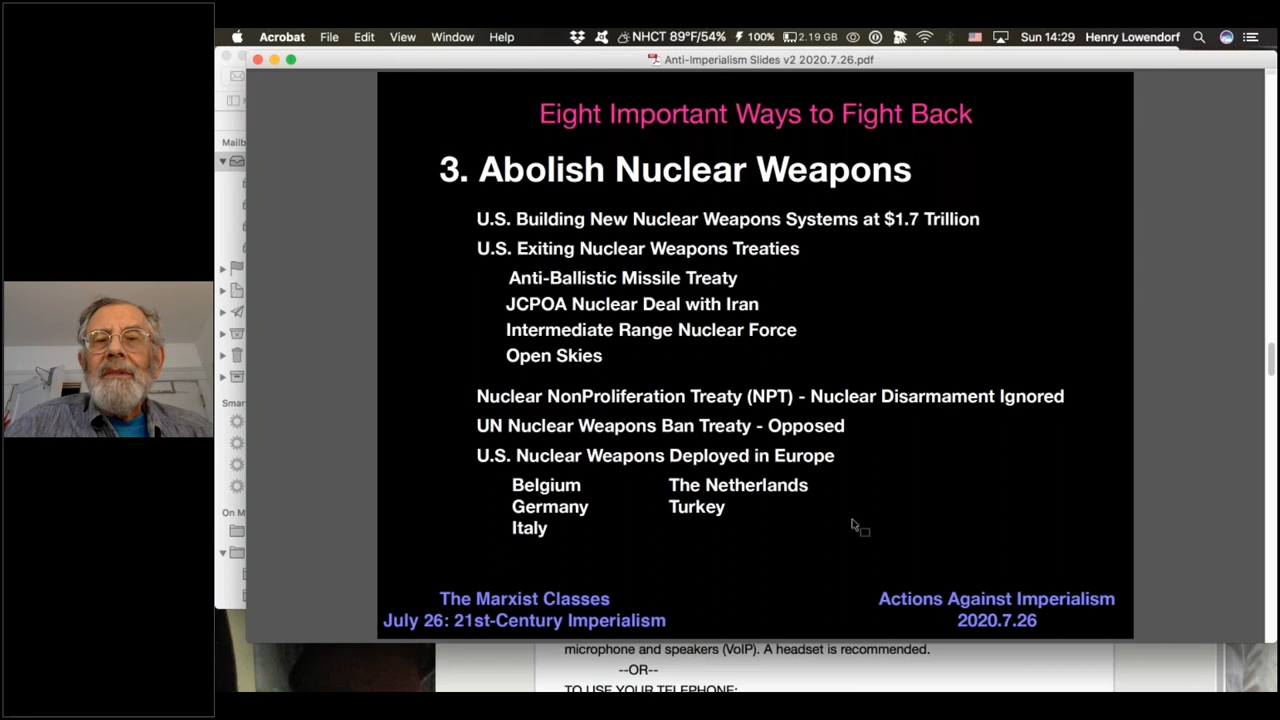 Acrobat File Edit View Window Help NHCT 89°F/54% 100% 2.19 GB Sun 14:29 Henry Lowendorf
Anti-Imperialism Slides v2 2020.7.26.pdf
Mailb
Smar
On M
Eight Important Ways to Fight Back
3. Abolish Nuclear Weapons
U.S. Building New Nuclear Weapons Systems at $1.7 Trillion
U.S. Exiting Nuclear Weapons Treaties
Anti-Ballistic Missile Treaty
JCPOA Nuclear Deal with Iran
Intermediate Range Nuclear Force
Open Skies
Nuclear NonProliferation Treaty (NPT) - Nuclear Disarmament Ignored
UN Nuclear Weapons Ban Treaty - Opposed
U.S. Nuclear Weapons Deployed in Europe
Belgium The Netherlands
Germany Turkey
Italy
The Marxist Classes
July 26: 21st-Century Imperialism
Actions Against Imperialism
2020.7.26
microphone and speakers (VoIP). A headset is recommended.
--OR--
TO USE YOUR TELEPHONE: